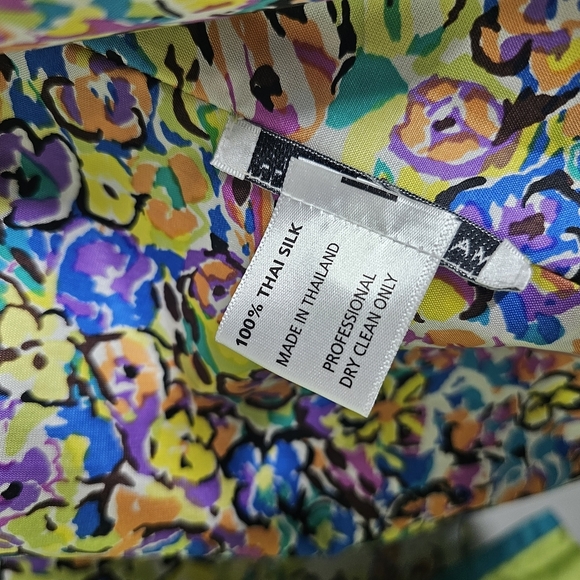 100% THAI SILK
MADE IN THAILAND
PROFESSIONAL
DRY CLEAN ONLY